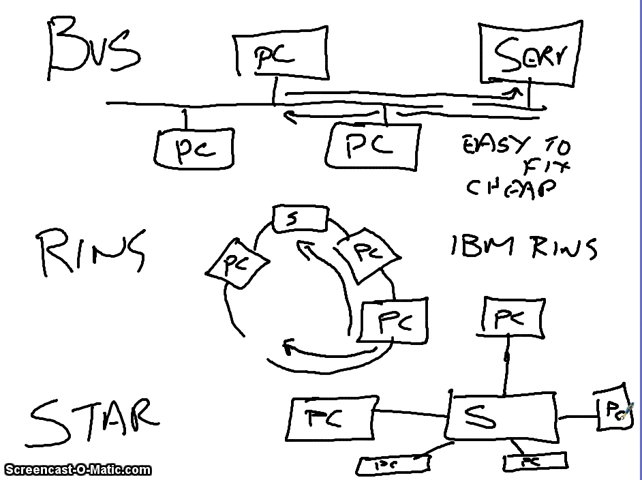 BUS
PC
SERV
PC
PC
EASY TO
FIX
CHEAP
RING
S
PC
PC
PC
IBM RING
PC
STAR
PC
S
PC
PC
PC
Screencast-O-Matic.com